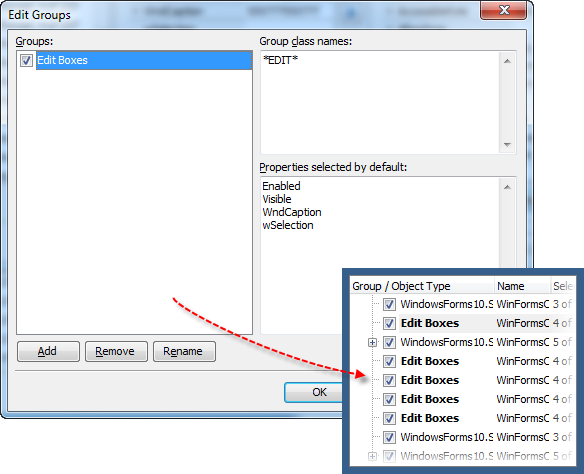 Edit Groups
Groups:
Edit Boxes
Group class names:
*EDIT*
Properties selected by default:
Enabled
Visible
WndCaption
wSelection
Add
Remove
Rename
OK
Group / Object Type Name Sele
WindowsForms10.S WinFormsC 3 of
Edit Boxes WinFormsC 4 of
WindowsForms10.S WinFormsC 5 of
Edit Boxes WinFormsC 4 of
Edit Boxes WinFormsC 4 of
Edit Boxes WinFormsC 4 of
Edit Boxes WinFormsC 4 of
WindowsForms10.S WinFormsC 3 of
WindowsForms10.S WinFormsC 5 of